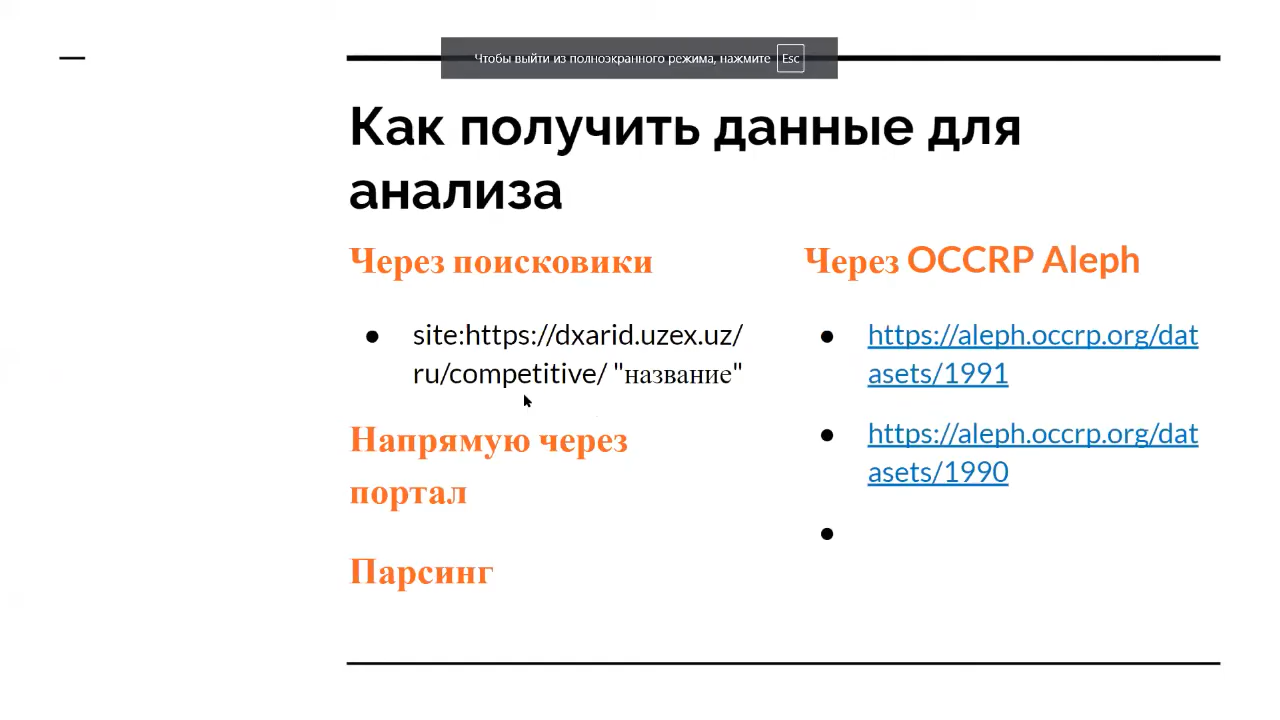 Чтобы выйти из полноэкранного режима, нажмите Esc
Как получить данные для
анализа
Через поисковики
● site:https://dxarid.uzex.uz/
ru/competitive/ "название"
Напрямую через
портал
Парсинг
Через OCCRP Aleph
● https://aleph.occrp.org/dat
asets/1991
● https://aleph.occrp.org/dat
asets/1990
●